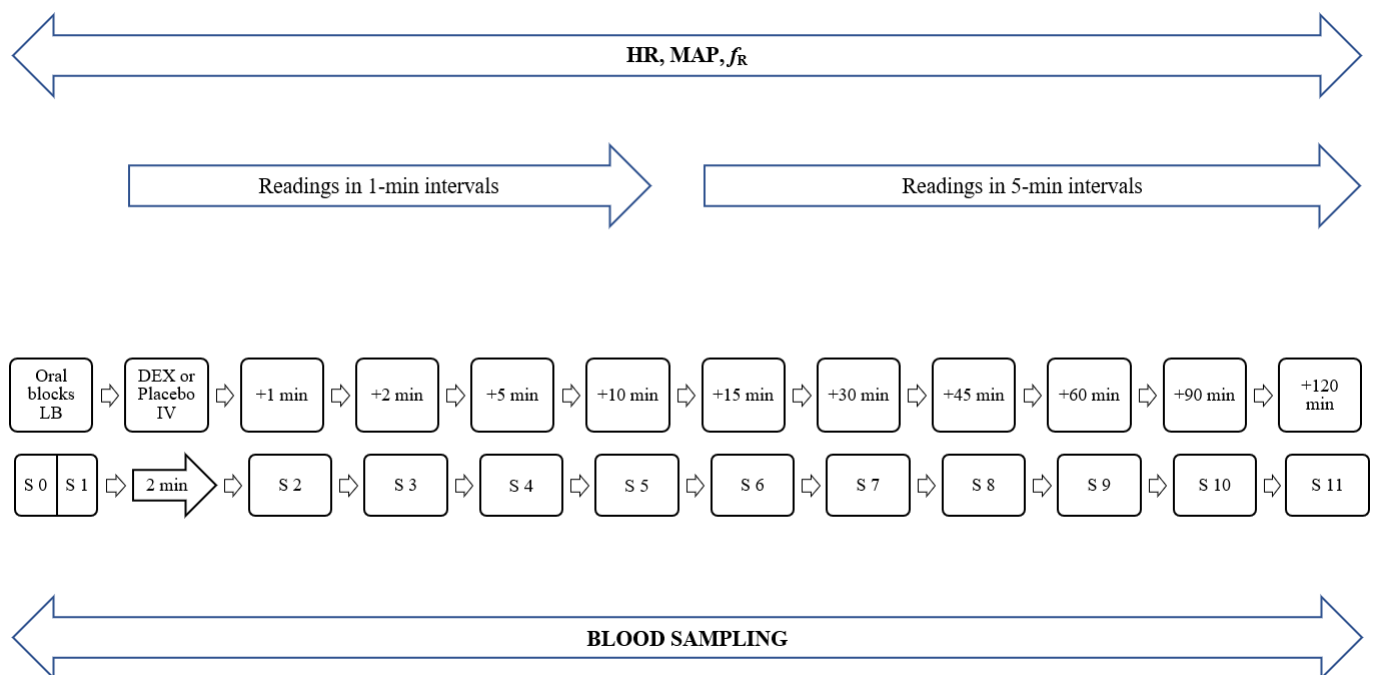 HR, MAP, fR
Readings in 1-min intervals
Readings in 5-min intervals
Oral
blocks
LB
DEX or
Placebo
IV
+1 min
+2 min
+5 min
+10 min
+15 min
+30 min
+45 min
+60 min
+90 min
+120
min
S 0
S 1
2 min
S 2
S 3
S 4
S 5
S 6
S 7
S 8
S 9
S 10
S 11
BLOOD SAMPLING